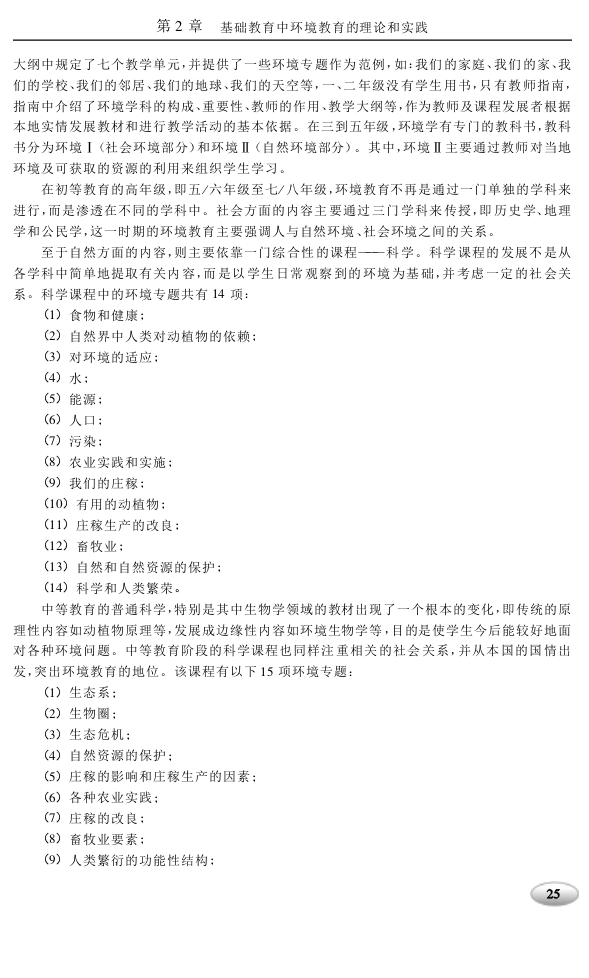 第 2 章 基础教育中环境教育的理论和实践
大纲中规定了七个教学单元,并提供了一些环境专题作为范例,如:我们的家庭、我们的家、我
们的学校、我们的邻居、我们的地球、我们的天空等,一、二年级没有学生用书,只有教师指南,
指南中介绍了环境学科的构成、重要性、教师的作用、教学大纲等,作为教师及课程发展者根据
本地实情发展教材和进行教学活动的基本依据。在三到五年级,环境学有专门的教科书,教科
书分为环境Ⅰ(社会环境部分)和环境Ⅱ(自然环境部分)。其中,环境Ⅱ主要通过教师对当地
环境及可获取的资源的利用来组织学生学习。
在初等教育的高年级,即五/六年级至七/八年级,环境教育不再是通过一门单独的学科来
进行,而是渗透在不同的学科中。社会方面的内容主要通过三门学科来传授,即历史学、地理
学和公民学,这一时期的环境教育主要强调人与自然环境、社会环境之间的关系。
至于自然方面的内容,则主要依靠一门综合性的课程——科学。科学课程的发展不是从
各学科中简单地提取有关内容,而是以学生日常观察到的环境为基础,并考虑一定的社会关
系。科学课程中的环境专题共有 14 项:
(1) 食物和健康;
(2) 自然界中人类对动植物的依赖;
(3) 对环境的适应;
(4) 水;
(5) 能源;
(6) 人口;
(7) 污染;
(8) 农业实践和实施;
(9) 我们的庄稼;
(10) 有用的动植物;
(11) 庄稼生产的改良;
(12) 畜牧业;
(13) 自然和自然资源的保护;
(14) 科学和人类繁荣。
中等教育的普通科学,特别是其中生物学领域的教材出现了一个根本的变化,即传统的原
理性内容如动植物原理等,发展成边缘性内容如环境生物学等,目的是使学生今后能较好地面
对各种环境问题。中等教育阶段的科学课程也同样注重相关的社会关系,并从本国的国情出
发,突出环境教育的地位。该课程有以下 15 项环境专题:
(1) 生态系;
(2) 生物圈;
(3) 生态危机;
(4) 自然资源的保护;
(5) 庄稼的影响和庄稼生产的因素;
(6) 各种农业实践;
(7) 庄稼的改良;
(8) 畜牧业要素;
(9) 人类繁衍的功能性结构;
25